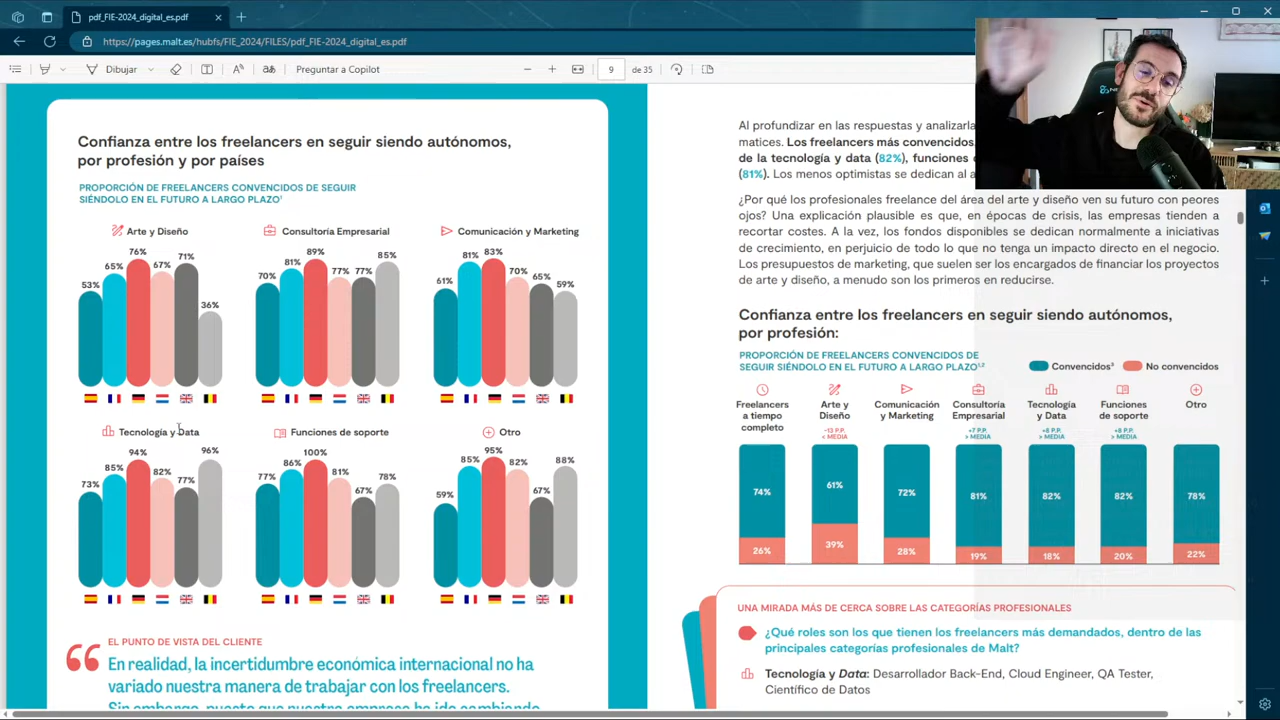 pdf_FIE-2024_digital_es.pdf
https://pages.malt.es/hubfs/FIE_2024/FILES/pdf_FIE-2024_digital_es.pdf
Dibujar
Preguntar a Copilot
9 de 35
Confianza entre los freelancers en seguir siendo autónomos,
por profesión y por países
PROPORCIÓN DE FREELANCERS CONVENCIDOS DE SEGUIR
SIÉNDOLO EN EL FUTURO A LARGO PLAZO¹
Arte y Diseño
53% 65% 76% 67% 71% 36%
Consultoría Empresarial
70% 81% 89% 77% 77% 85%
Comunicación y Marketing
61% 81% 83% 70% 65% 59%
Tecnología y Data
73% 85% 94% 82% 77% 96%
Funciones de soporte
77% 86% 100% 81% 67% 78%
Otro
59% 85% 95% 82% 67% 88%
EL PUNTO DE VISTA DEL CLIENTE
En realidad, la incertidumbre económica internacional no ha
variado nuestra manera de trabajar con los freelancers.
Al profundizar en las respuestas y analizarla
matices. Los freelancers más convencidos
de la tecnología y data (82%), funciones
(81%). Los menos optimistas se dedican al a
¿Por qué los profesionales freelance del área del arte y diseño ven su futuro con peores
ojos? Una explicación plausible es que, en épocas de crisis, las empresas tienden a
recortar costes. A la vez, los fondos disponibles se dedican normalmente a iniciativas
de crecimiento, en perjuicio de todo lo que no tenga un impacto directo en el negocio.
Los presupuestos de marketing, que suelen ser los encargados de financiar los proyectos
de arte y diseño, a menudo son los primeros en reducirse.
Confianza entre los freelancers en seguir siendo autónomos,
por profesión:
PROPORCIÓN DE FREELANCERS CONVENCIDOS DE
SEGUIR SIÉNDOLO EN EL FUTURO A LARGO PLAZO¹,²
Convencidos³
No convencidos
Freelancers
a tiempo
completo
74%
26%
Arte y
Diseño
-13 P.P.
< MEDIA
61%
39%
Comunicación
y Marketing
72%
28%
Consultoría
Empresarial
+7 P.P.
> MEDIA
81%
19%
Tecnología
y Data
+8 P.P.
> MEDIA
82%
18%
Funciones
de soporte
+8 P.P.
> MEDIA
82%
20%
Otro
78%
22%
UNA MIRADA MÁS DE CERCA SOBRE LAS CATEGORÍAS PROFESIONALES
¿Qué roles son los que tienen los freelancers más demandados, dentro de las
principales categorías profesionales de Malt?
Tecnología y Data: Desarrollador Back-End, Cloud Engineer, QA Tester,
Científico de Datos